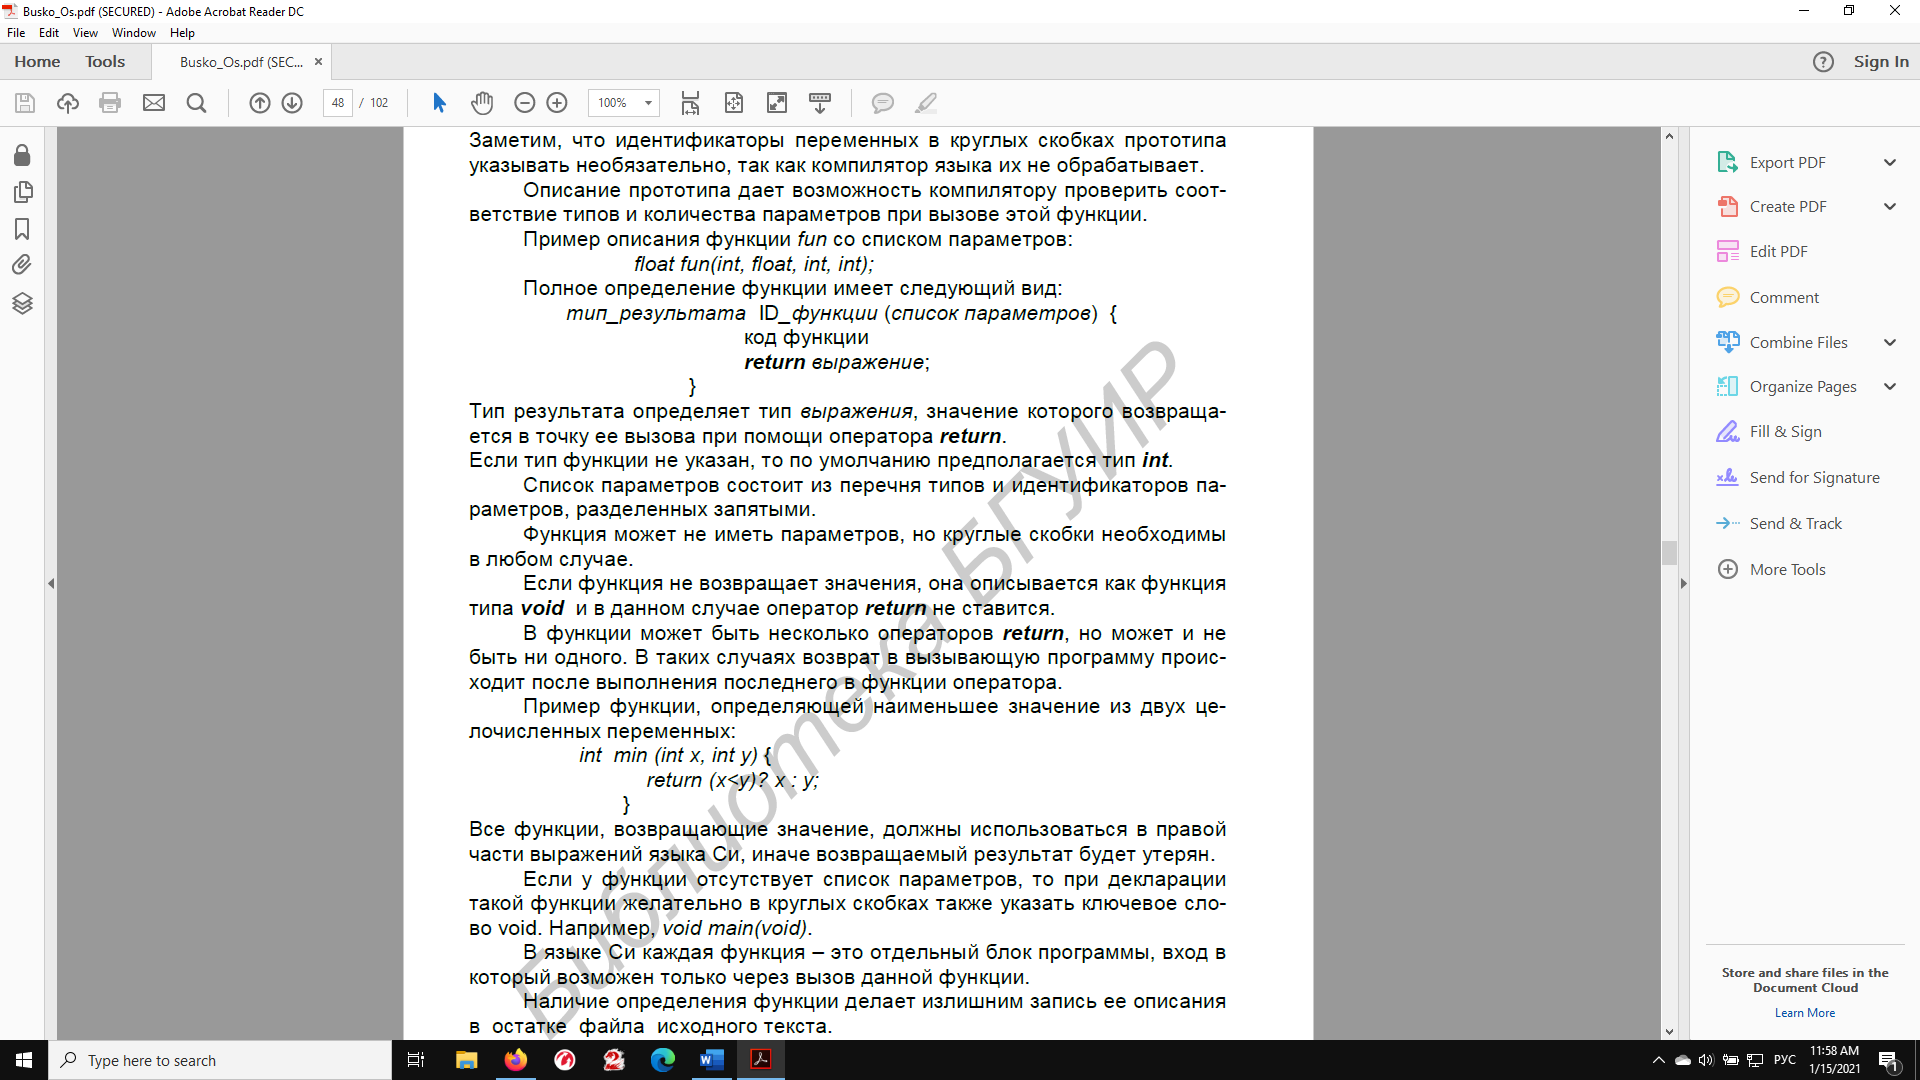 Busko_Os.pdf (SECURED) - Adobe Acrobat Reader DC
File Edit View Window Help
Home Tools Busko_Os.pdf (SEC... Sign In
48 / 102 100%
Заметим, что идентификаторы переменных в круглых скобках прототипа
указывать необязательно, так как компилятор языка их не обрабатывает.
Описание прототипа дает возможность компилятору проверить соот-
ветствие типов и количества параметров при вызове этой функции.
Пример описания функции fun со списком параметров:
float fun(int, float, int, int);
Полное определение функции имеет следующий вид:
тип_результата ID_функции (список параметров) {
код функции
return выражение;
}
Тип результата определяет тип выражения, значение которого возвраща-
ется в точку ее вызова при помощи оператора return.
Если тип функции не указан, то по умолчанию предполагается тип int.
Список параметров состоит из перечня типов и идентификаторов па-
раметров, разделенных запятыми.
Функция может не иметь параметров, но круглые скобки необходимы
в любом случае.
Если функция не возвращает значения, она описывается как функция
типа void и в данном случае оператор return не ставится.
В функции может быть несколько операторов return, но может и не
быть ни одного. В таких случаях возврат в вызывающую программу проис-
ходит после выполнения последнего в функции оператора.
Пример функции, определяющей наименьшее значение из двух це-
лочисленных переменных:
int min (int x, int y) {
return (x<y)? x : y;
}
Все функции, возвращающие значение, должны использоваться в правой
части выражений языка Си, иначе возвращаемый результат будет утерян.
Если у функции отсутствует список параметров, то при декларации
такой функции желательно в круглых скобках также указать ключевое сло-
во void. Например, void main(void).
В языке Си каждая функция – это отдельный блок программы, вход в
который возможен только через вызов данной функции.
Наличие определения функции делает излишним запись ее описания
в остатке файла исходного текста.
Библиотека БГУИР
Export PDF
Create PDF
Edit PDF
Comment
Combine Files
Organize Pages
Fill & Sign
Send for Signature
Send & Track
More Tools
Store and share files in the
Document Cloud
Learn More
Type here to search
РУС
11:58 AM
1/15/2021
1